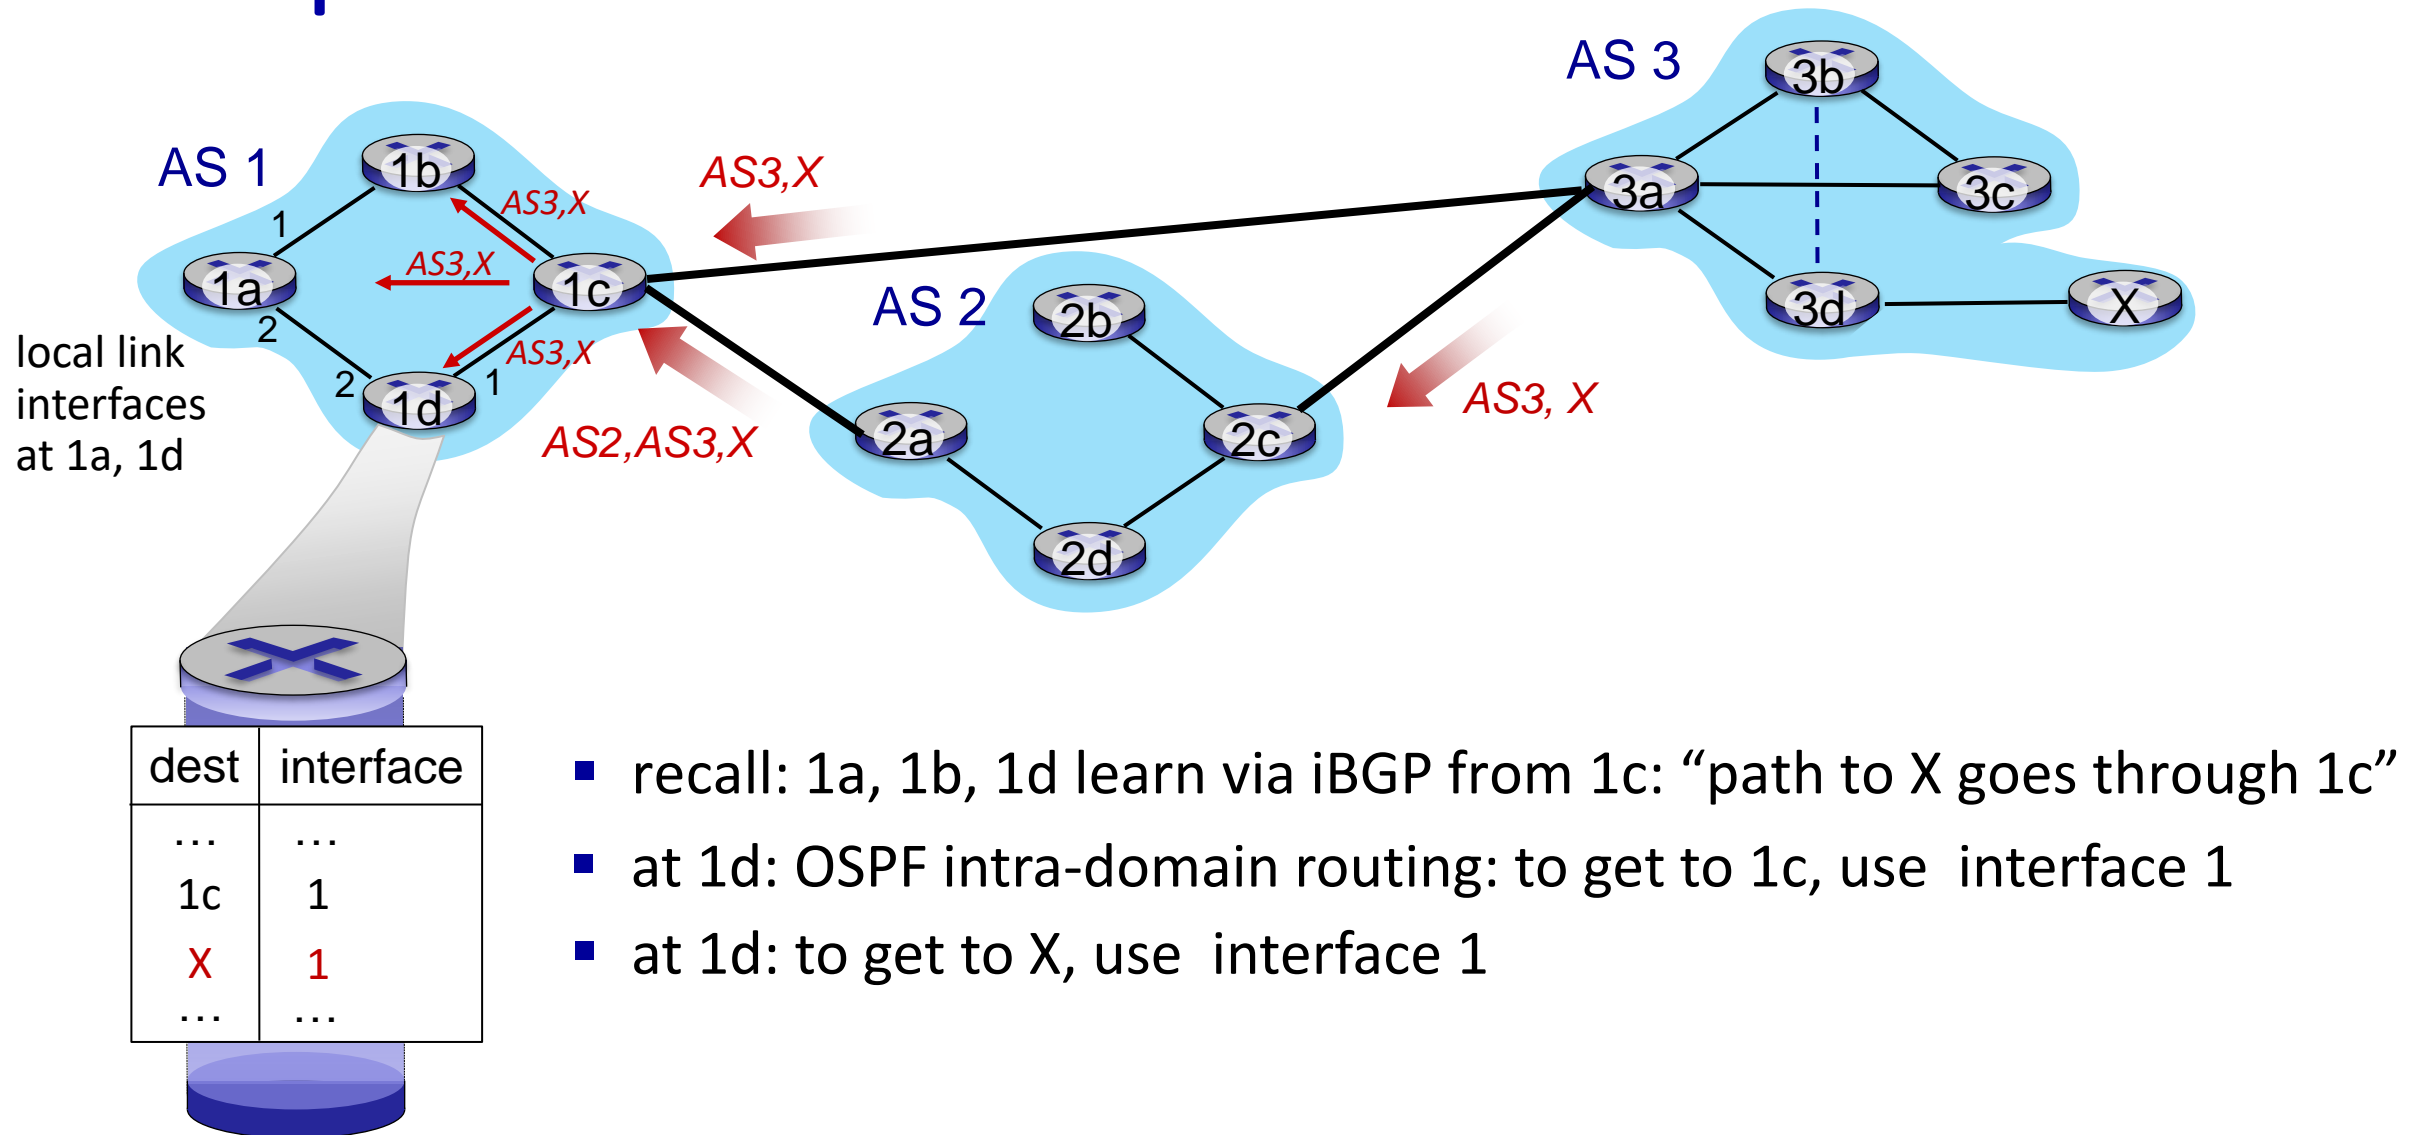 AS 3
3b
AS 1
1b
AS3,X
3a
3c
AS3,X
1
AS3,X
1a
1c
AS 2
2b
3d
X
2
local link
interfaces
at 1a, 1d
AS3,X
2
1
1d
AS3, X
AS2,AS3,X
2a
2c
2d
dest interface
... ...
1c 1
X 1
... ...
▪ recall: 1a, 1b, 1d learn via iBGP from 1c: “path to X goes through 1c”
▪ at 1d: OSPF intra-domain routing: to get to 1c, use interface 1
▪ at 1d: to get to X, use interface 1